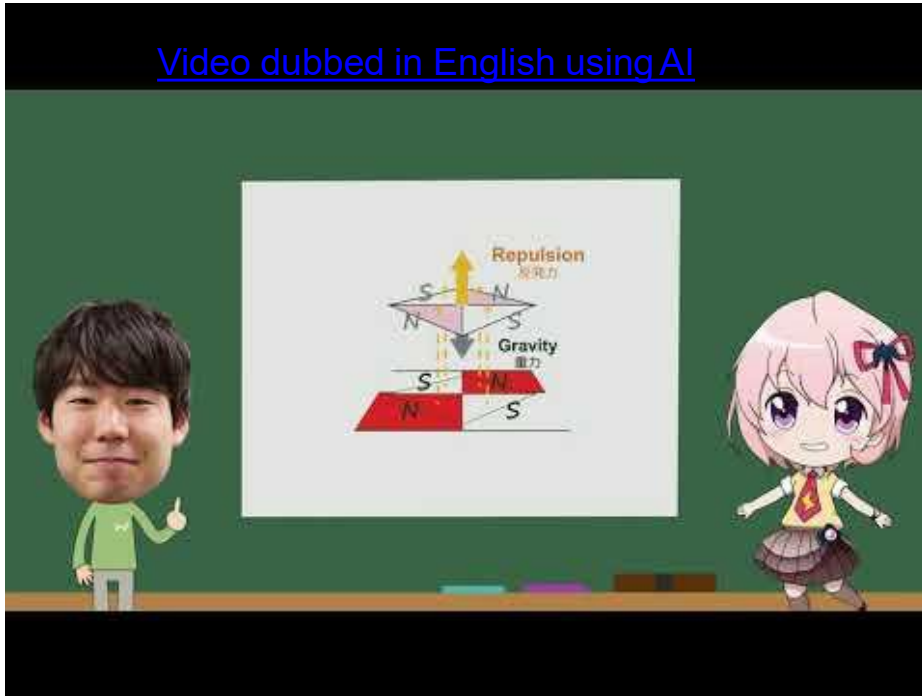 Video dubbed in English using AI
Repulsion
反発力
S N
N S
Gravity
重力
S N
N S